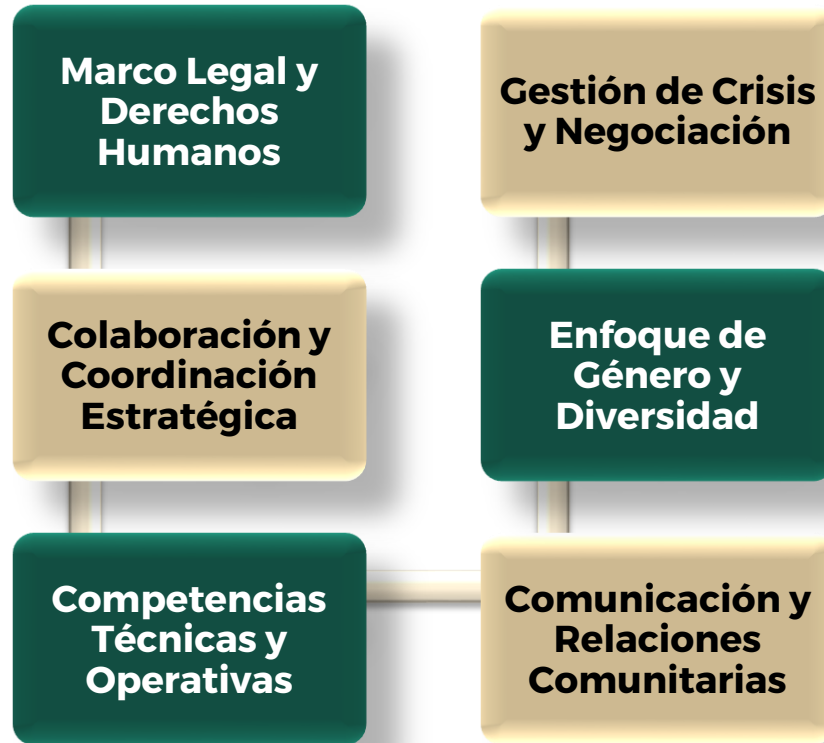 Marco Legal y
Derechos
Humanos
Colaboración y
Coordinación
Estratégica
Competencias
Técnicas y
Operativas
Comunicación y
Relaciones
Comunitarias
Enfoque de
Género y
Diversidad
Gestión de Crisis
y Negociación